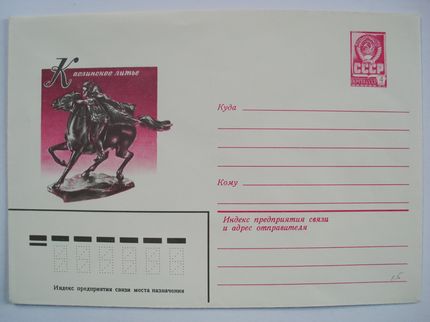 Каслинское литье
СССР
Куда
Кому
Индекс предприятия связи
и адрес отправителя
Индекс предприятия связи места назначения